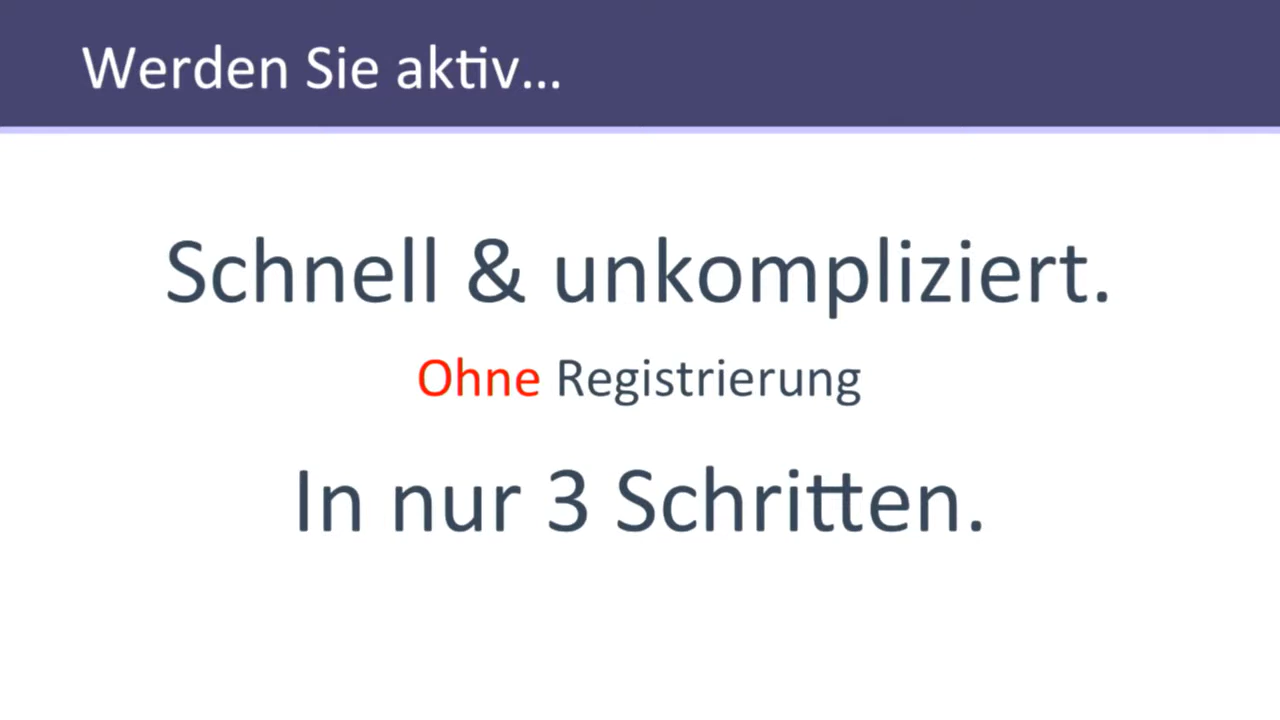 Werden Sie aktiv...
Schnell & unkompliziert.
Ohne Registrierung
In nur 3 Schritten.